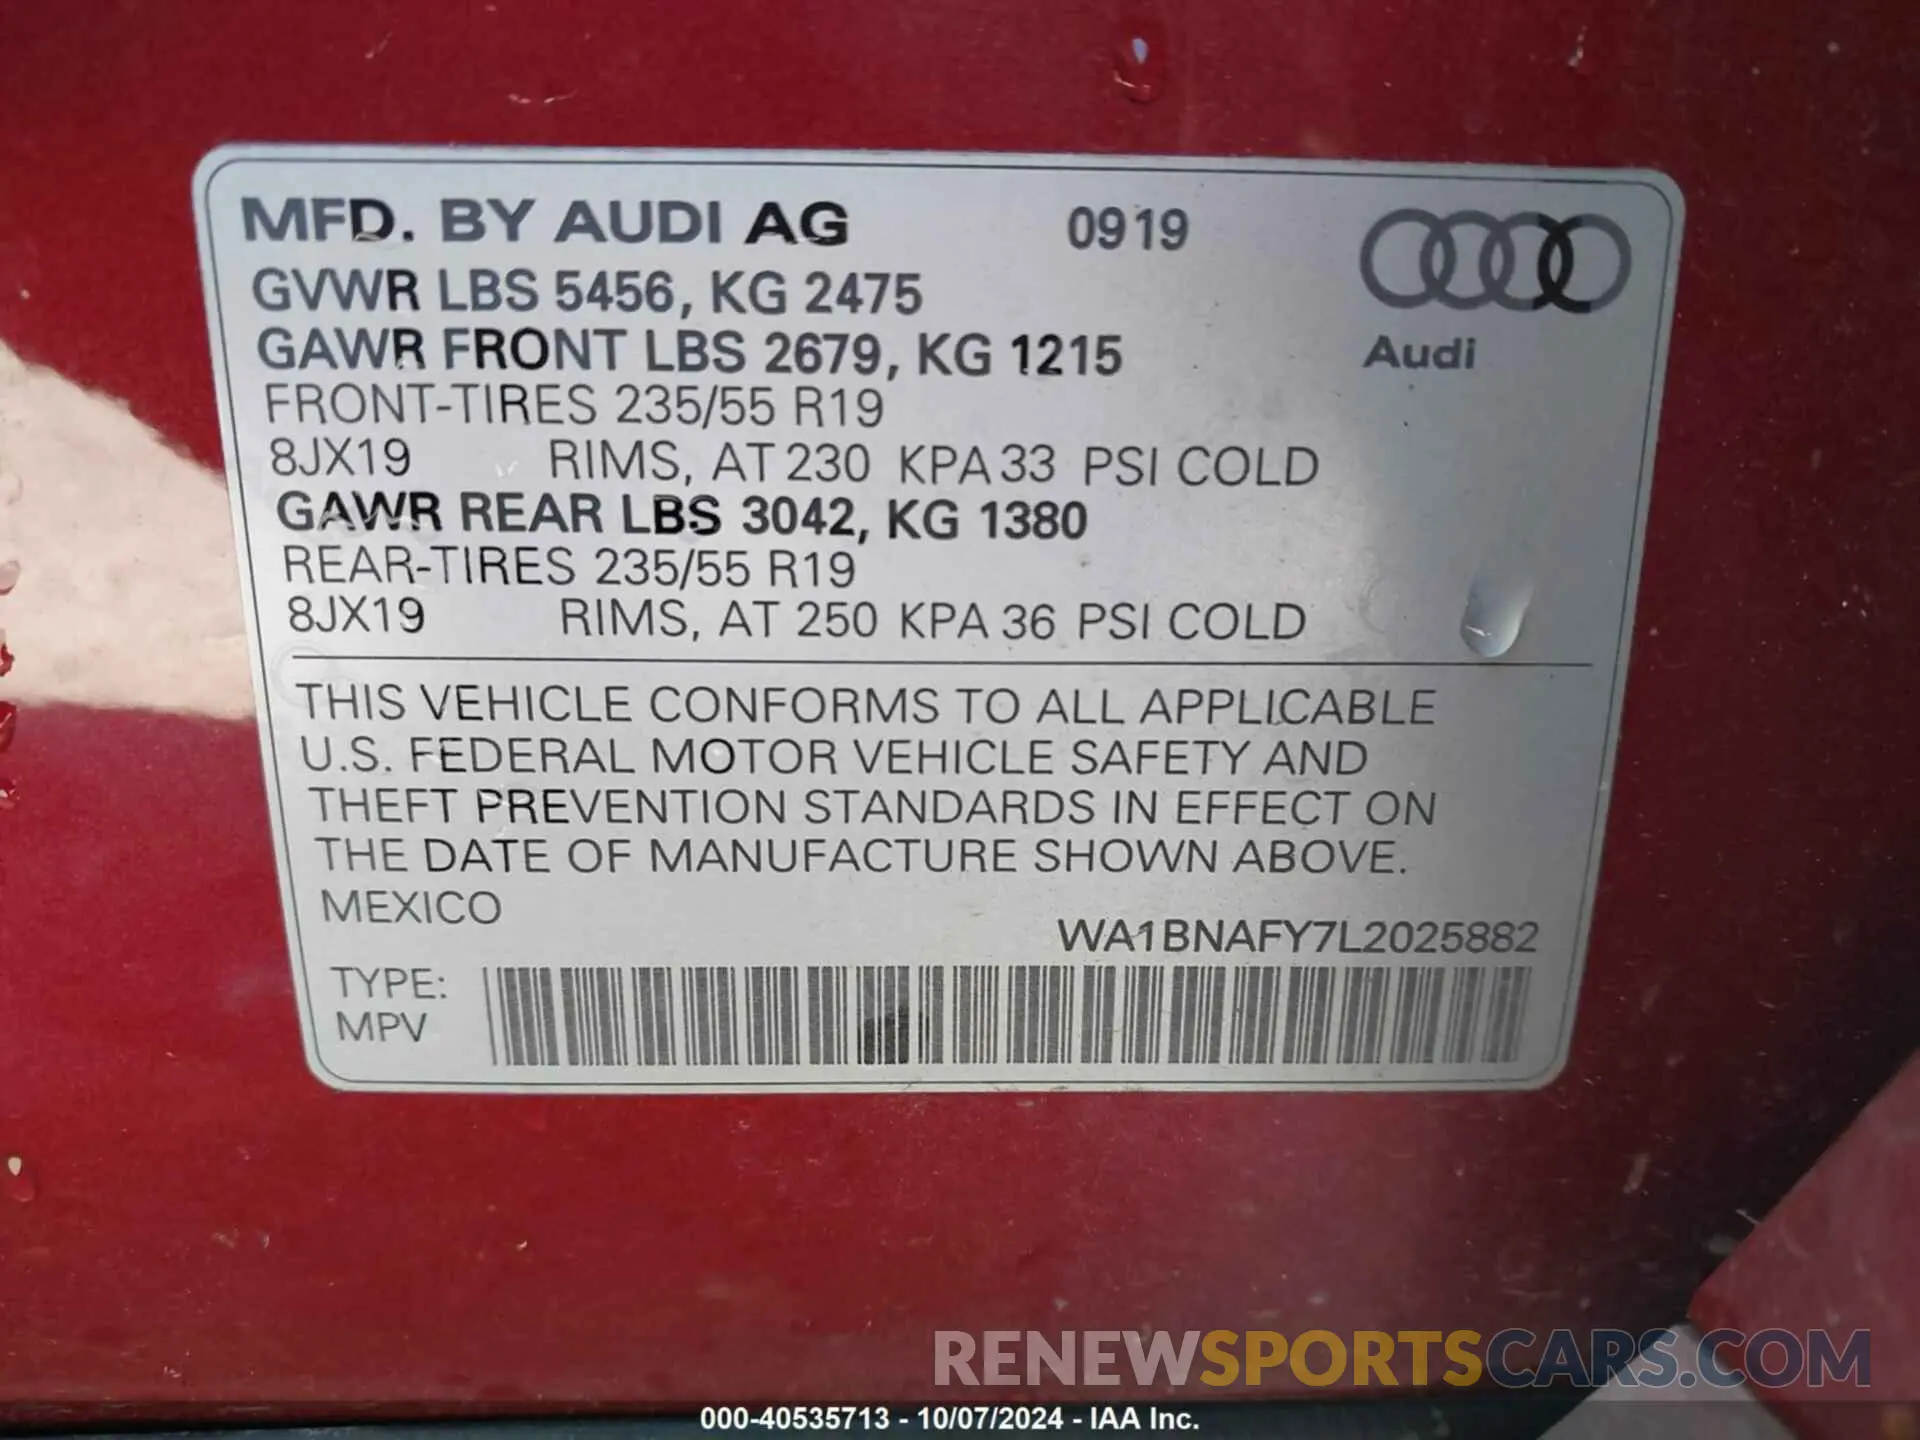 MFD. BY AUDI AG 0919
GVWR LBS 5456, KG 2475
GAWR FRONT LBS 2679, KG 1215
Audi
FRONT-TIRES 235/55 R19
8JX19 RIMS, AT 230 KPA 33 PSI COLD
GAWR REAR LBS 3042, KG 1380
REAR-TIRES 235/55 R19
8JX19 RIMS, AT 250 KPA 36 PSI COLD
THIS VEHICLE CONFORMS TO ALL APPLICABLE
U.S. FEDERAL MOTOR VEHICLE SAFETY AND
THEFT PREVENTION STANDARDS IN EFFECT ON
THE DATE OF MANUFACTURE SHOWN ABOVE.
MEXICO
WA1BNAFY7L2025882
TYPE:
MPV
RENEWSPORTSCARS.COM
000-40535713 - 10/07/2024 - IAA Inc.